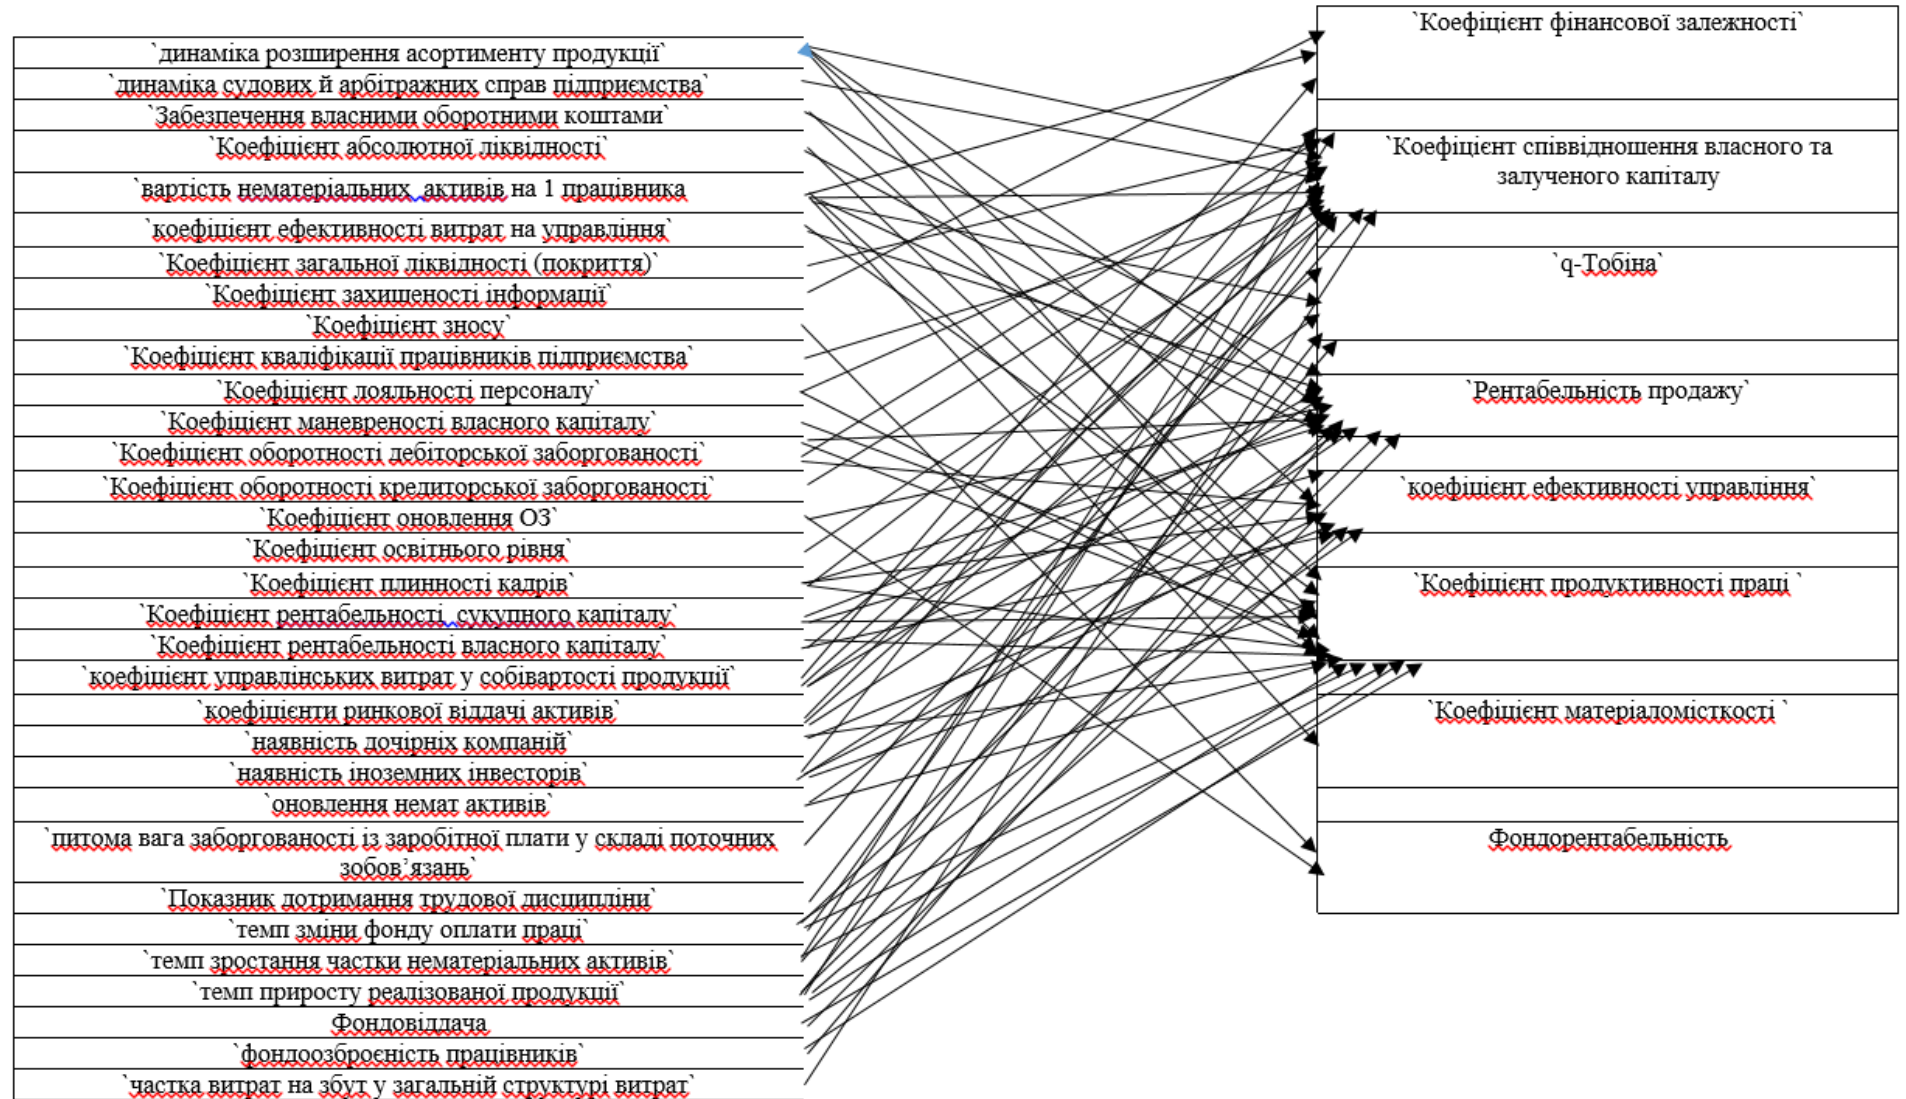 `динаміка розширення асортименту продукції`
`динаміка судових й арбітражних справ підприємства`
`Забезпечення власними оборотними коштами`
`Коефіцієнт абсолютної ліквідності`
`вартість нематеріальних  активів на 1 працівника
`коефіцієнт ефективності витрат на управління`
`Коефіцієнт загальної ліквідності (покриття)`
`Коефіцієнт захищеності інформації`
`Коефіцієнт зносу`
`Коефіцієнт кваліфікації працівників підприємства`
`Коефіцієнт лояльності персоналу`
`Коефіцієнт маневреності власного капіталу`
`Коефіцієнт оборотності дебіторської заборгованості`
`Коефіцієнт оборотності кредиторської заборгованості`
`Коефіцієнт оновлення ОЗ`
`Коефіцієнт освітнього рівня`
`Коефіцієнт плинності кадрів`
`Коефіцієнт рентабельності  сукупного капіталу`
`Коефіцієнт рентабельності власного капіталу`
`коефіцієнт управлінських витрат у собівартості продукції`
`коефіцієнти ринкової віддачі активів`
`наявність дочірніх компаній`
`наявність іноземних інвесторів`
`оновлення немат активів`
`питома вага заборгованості із заробітної плати у складі поточних
зобов’язань`
`Показник дотримання трудової дисципліни`
`темп зміни фонду оплати праці`
`темп зростання частки нематеріальних активів`
`темп приросту реалізованої продукції`
Фондовіддача
`фондоозброєність працівників`
`частка витрат на збут у загальній структурі витрат`
`Коефіцієнт фінансової залежності`
`Коефіцієнт співвідношення власного та
залученого капіталу
`q-Тобіна`
`Рентабельність продажу`
`коефіцієнт ефективності управління`
`Коефіцієнт продуктивності праці `
`Коефіцієнт матеріаломісткості `
Фондорентабельність